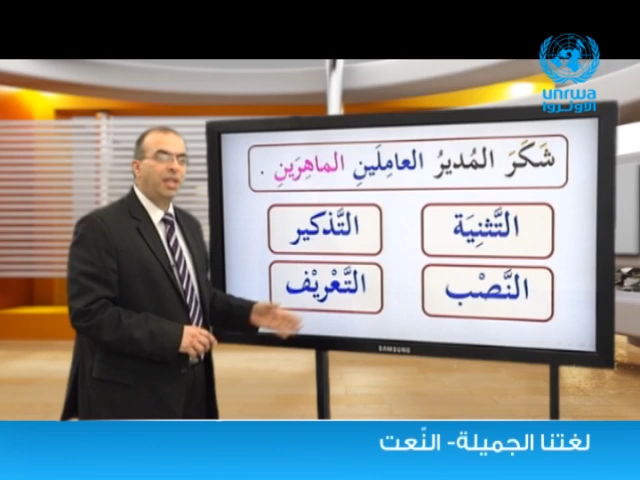 unrwa
الأونروا
شَكَرَ المُديرُ العامِلَينِ الماهِرَينِ .
التَّثنِيَة
التَّذكير
النَّصْب
التَّعْريْف
SAMSUNG
لغتنا الجميلة- النّعت